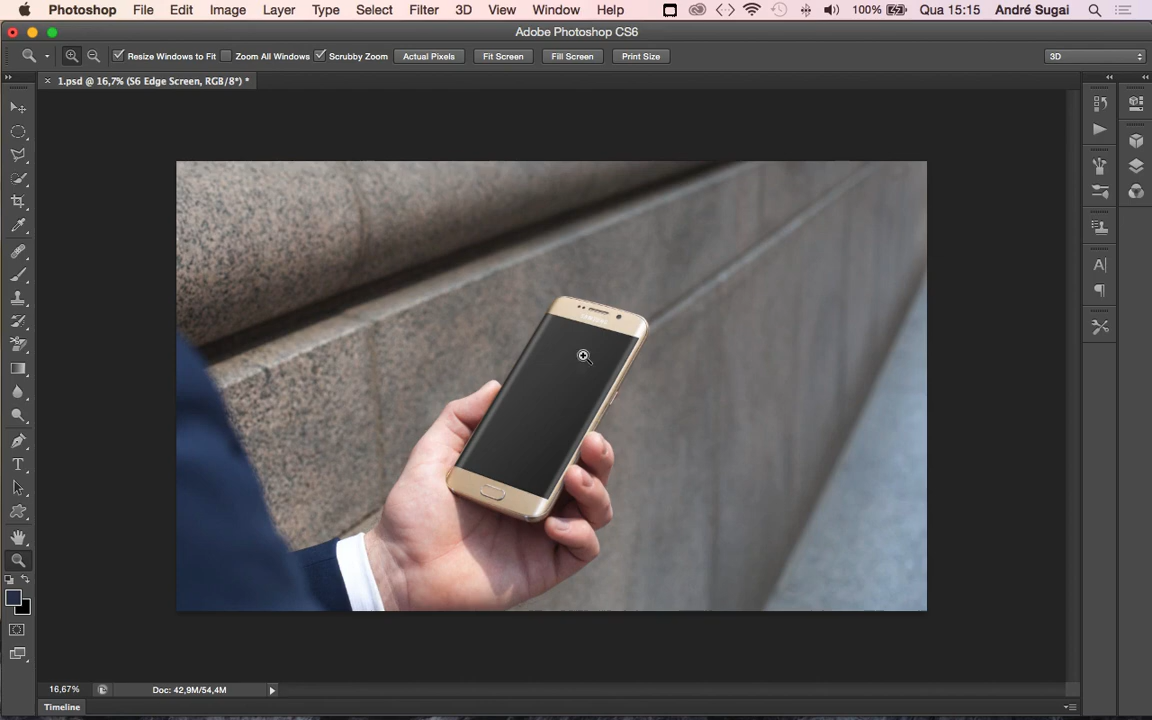 Photoshop File Edit Image Layer Type Select Filter 3D View Window Help 100% Qua 15:15 André Sugai
Adobe Photoshop CS6
Resize Windows to Fit Zoom All Windows Scrubby Zoom Actual Pixels Fit Screen Fill Screen Print Size 3D
× 1.psd @ 16,7% (S6 Edge Screen, RGB/8*) *
SAMSUNG
16,67% Doc: 42,9M/54,4M
Timeline